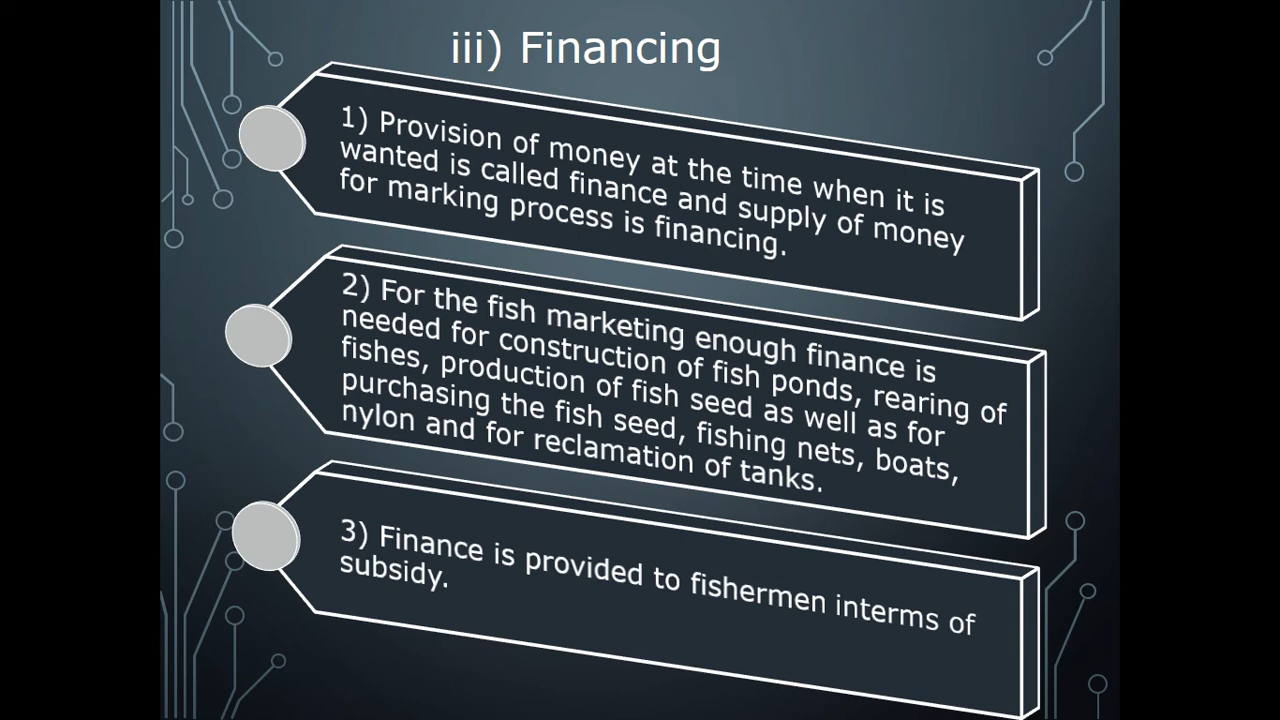 iii) Financing
1) Provision of money at the time when it is
wanted is called finance and supply of money
for marking process is financing.
2) For the fish marketing enough finance is
needed for construction of fish ponds, rearing of
fishes, production of fish seed as well as for
purchasing the fish seed, fishing nets, boats,
nylon and for reclamation of tanks.
3) Finance is provided to fishermen interms of
subsidy.